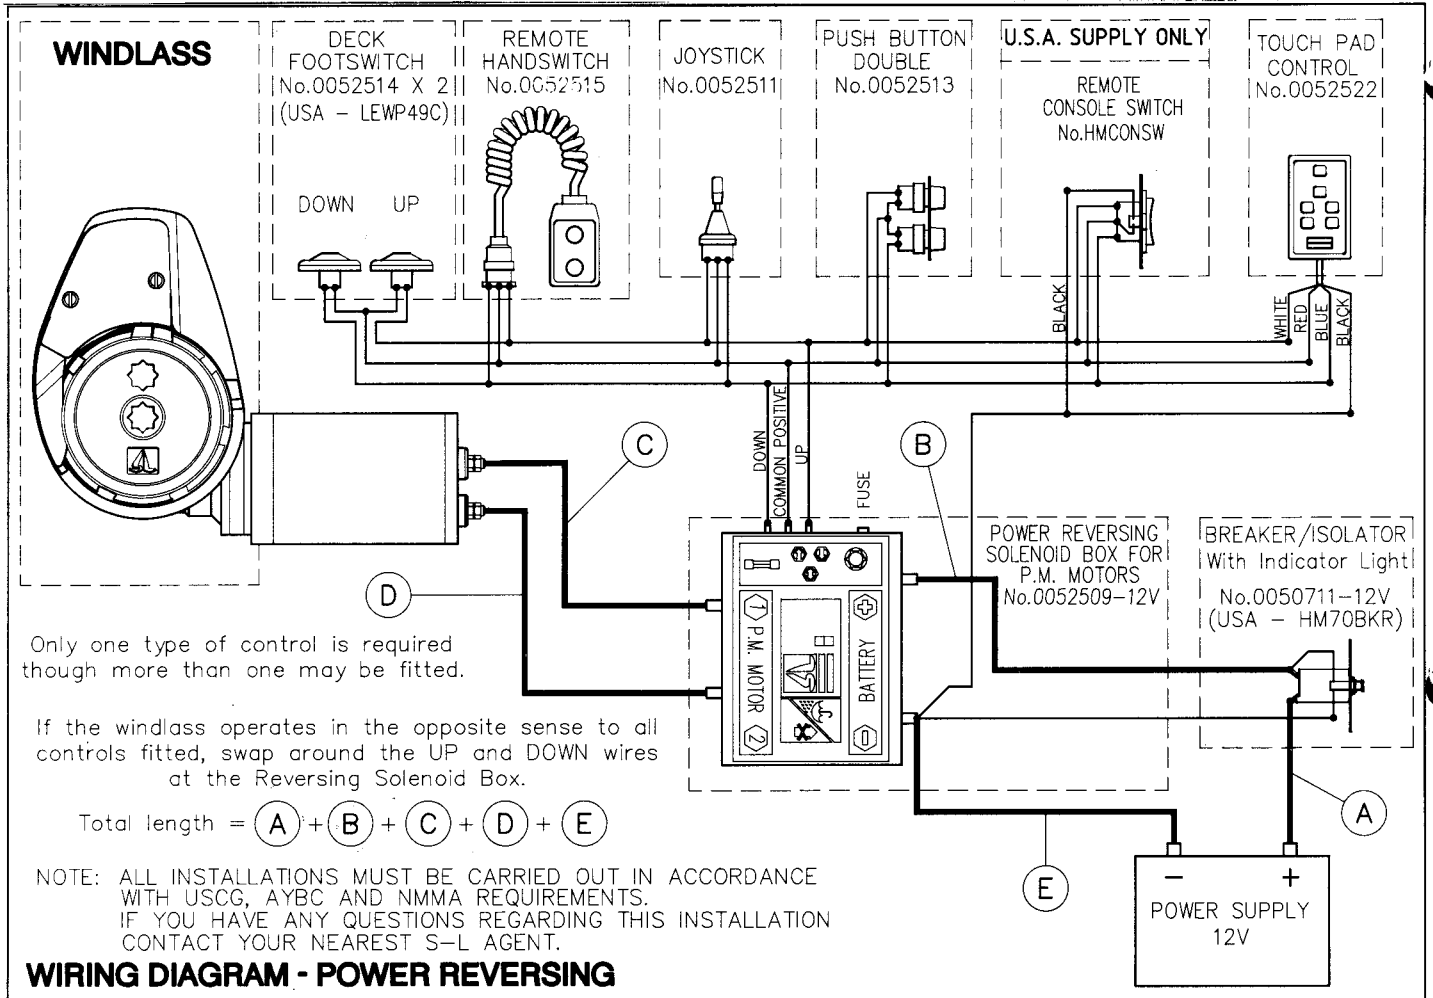 WINDLASS
DECK
FOOTSWITCH
No.0052514 X 2
(USA – LEWP49C)
DOWN UP
REMOTE
HANDSWITCH
No.0052515
JOYSTICK
No.0052511
PUSH BUTTON
DOUBLE
No.0052513
U.S.A. SUPPLY ONLY
REMOTE
CONSOLE SWITCH
No.HMCONSW
TOUCH PAD
CONTROL
No.0052522
BLACK
WHITE
RED
BLUE
BLACK
DOWN
COMMON POSITIVE
UP
FUSE
C
B
D
POWER REVERSING
SOLENOID BOX FOR
P.M. MOTORS
No.0052509–12V
BREAKER/ISOLATOR
With Indicator Light
No.0050711–12V
(USA – HM70BKR)
1 P.M. MOTOR 2
+ BATTERY –
Only one type of control is required
though more than one may be fitted.
If the windlass operates in the opposite sense to all
controls fitted, swap around the UP and DOWN wires
at the Reversing Solenoid Box.
Total length = A + B + C + D + E
A
E
– +
POWER SUPPLY
12V
NOTE: ALL INSTALLATIONS MUST BE CARRIED OUT IN ACCORDANCE
WITH USCG, AYBC AND NMMA REQUIREMENTS.
IF YOU HAVE ANY QUESTIONS REGARDING THIS INSTALLATION
CONTACT YOUR NEAREST S–L AGENT.
WIRING DIAGRAM - POWER REVERSING